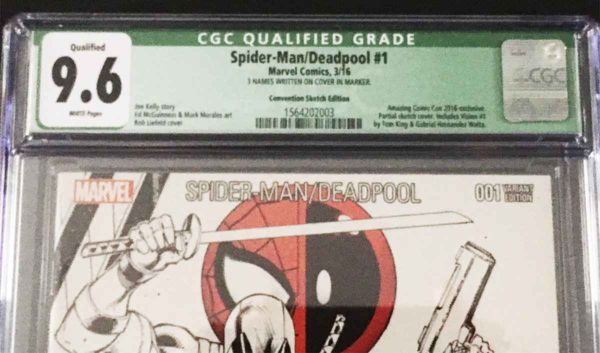 CGC QUALIFIED GRADE
Qualified
9.6
WHITE Pages
Spider-Man/Deadpool #1
Marvel Comics, 3/16
3 NAMES WRITTEN ON COVER IN MARKER.
Convention Sketch Edition
Joe Kelly story
Ed McGuinness & Mark Morales art
Rob Liefeld cover
1564202003
Amazing Comic Con 2016 exclusive.
Partial sketch cover. Includes Vision #1
by Tom King & Gabriel Hernandez Walta.
CGC
MARVEL
SPIDER-MAN/DEADPOOL
001 VARIANT
EDITION